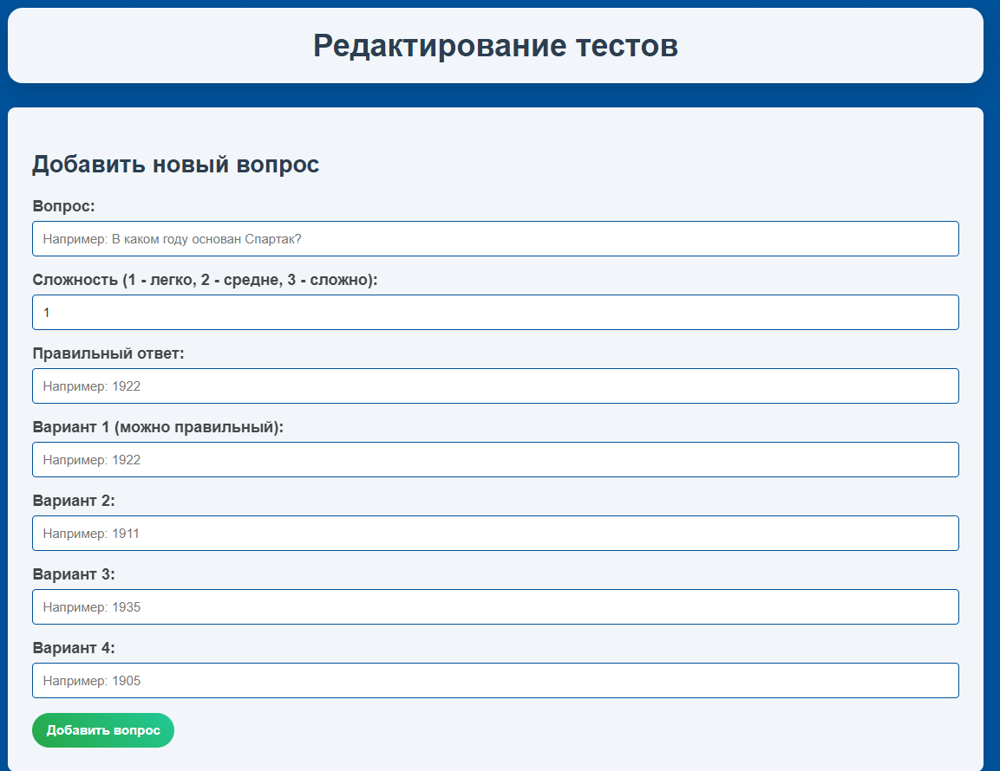 Редактирование тестов
Добавить новый вопрос
Вопрос:
Например: В каком году основан Спартак?
Сложность (1 - легко, 2 - средне, 3 - сложно):
1
Правильный ответ:
Например: 1922
Вариант 1 (можно правильный):
Например: 1922
Вариант 2:
Например: 1911
Вариант 3:
Например: 1935
Вариант 4:
Например: 1905
Добавить вопрос